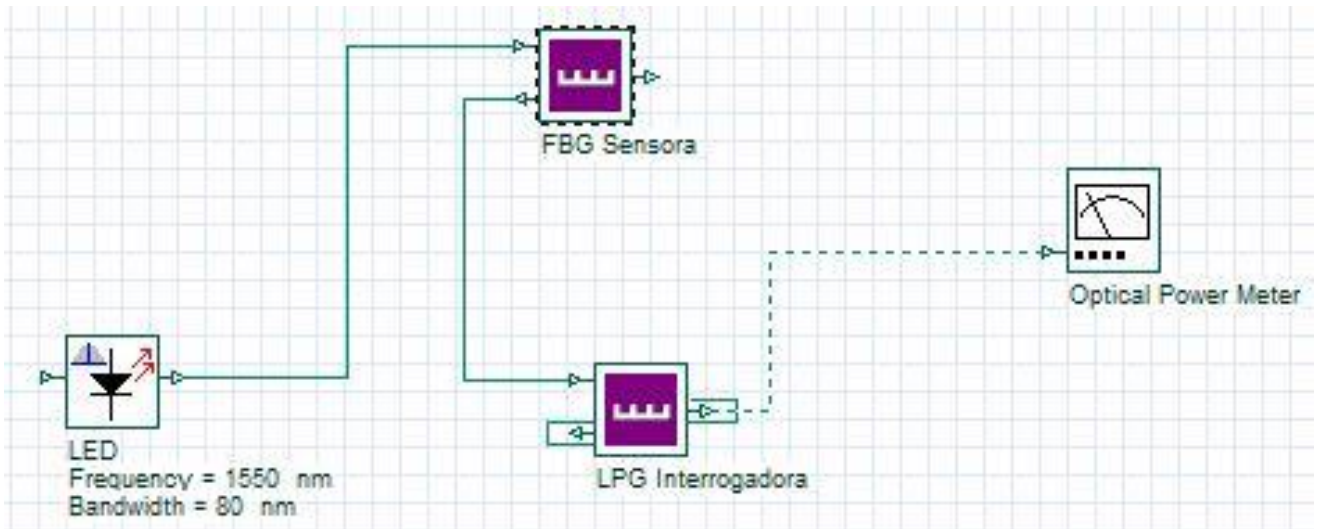 FBG Sensora
Optical Power Meter
LED
Frequency = 1550 nm
Bandwidth = 80 nm
LPG Interrogadora